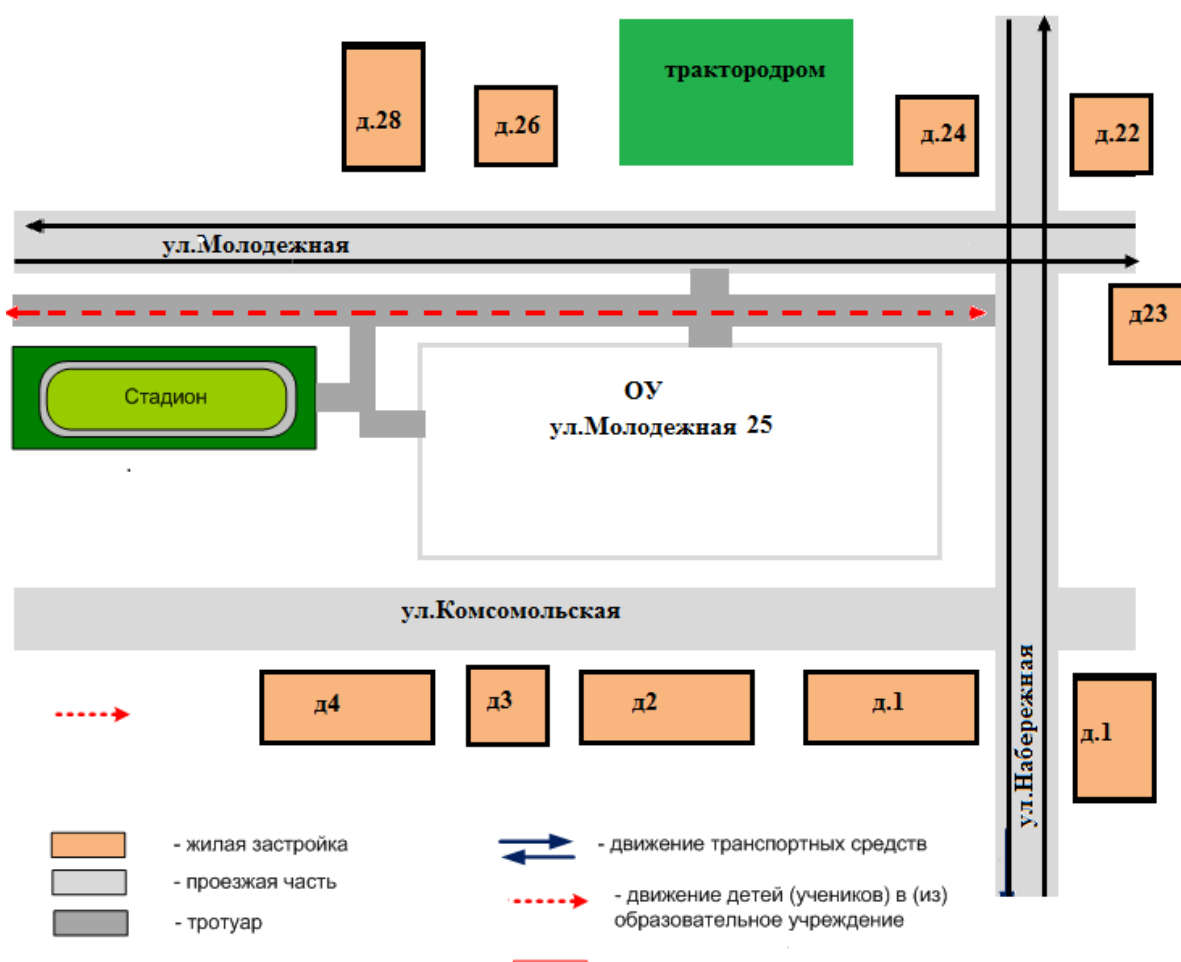 трактородром
д.28
д.26
д.24
д.22
ул.Молодежная
д23
Стадион
ОУ
ул.Молодежная 25
ул.Комсомольская
д4
д3
д2
д.1
д.1
ул.Набережная
- жилая застройка
- проезжая часть
- тротуар
- движение транспортных средств
- движение детей (учеников) в (из)
образовательное учреждение